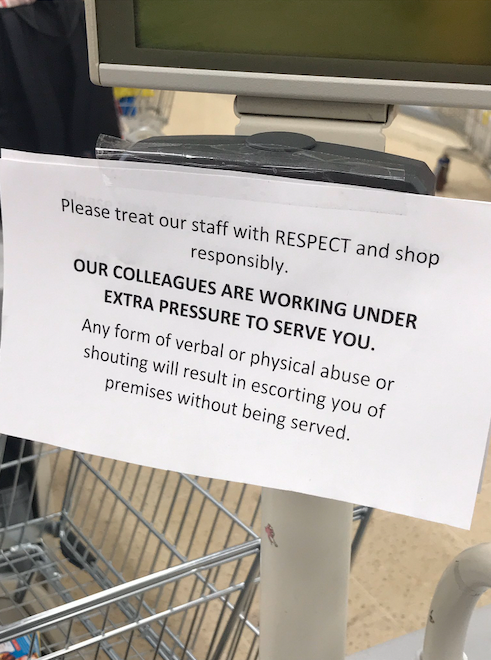 Please treat our staff with RESPECT and shop
responsibly.
OUR COLLEAGUES ARE WORKING UNDER
EXTRA PRESSURE TO SERVE YOU.
Any form of verbal or physical abuse or
shouting will result in escorting you of
premises without being served.